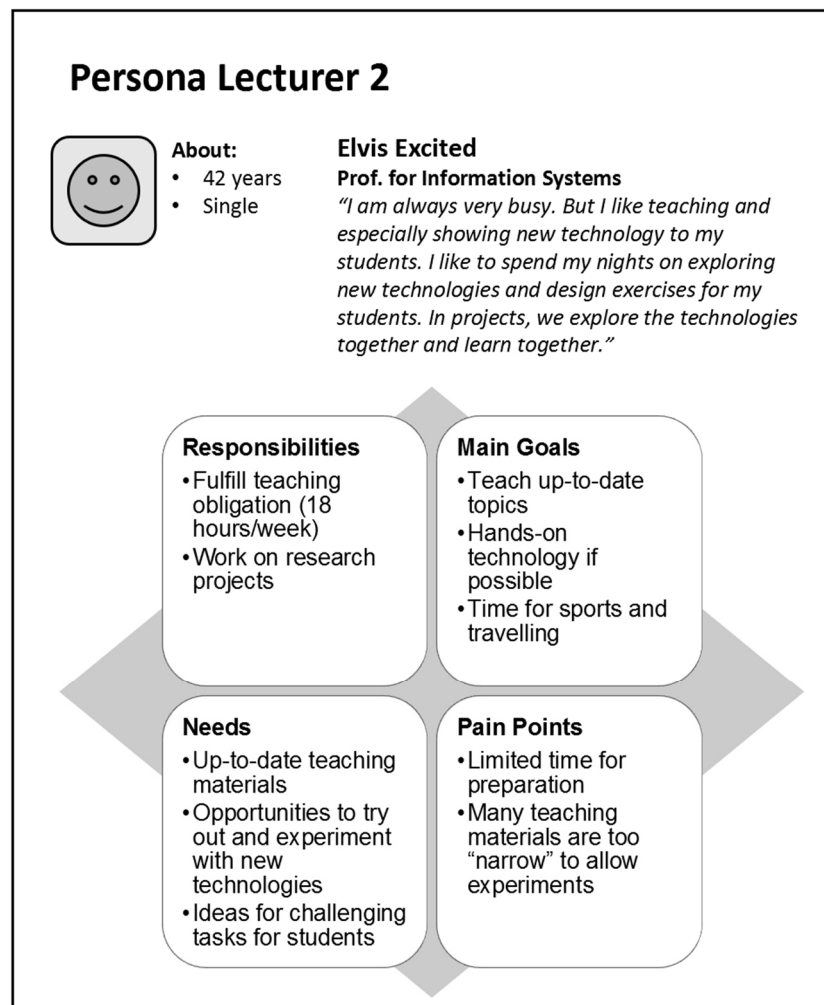 Persona Lecturer 2
About:
• 42 years
• Single
Elvis Excited
Prof. for Information Systems
“I am always very busy. But I like teaching and
especially showing new technology to my
students. I like to spend my nights on exploring
new technologies and design exercises for my
students. In projects, we explore the technologies
together and learn together.”
Responsibilities
•Fulfill teaching
obligation (18
hours/week)
•Work on research
projects
Main Goals
•Teach up-to-date
topics
•Hands-on
technology if
possible
•Time for sports and
travelling
Needs
•Up-to-date teaching
materials
•Opportunities to try
out and experiment
with new
technologies
•Ideas for challenging
tasks for students
Pain Points
•Limited time for
preparation
•Many teaching
materials are too
“narrow” to allow
experiments